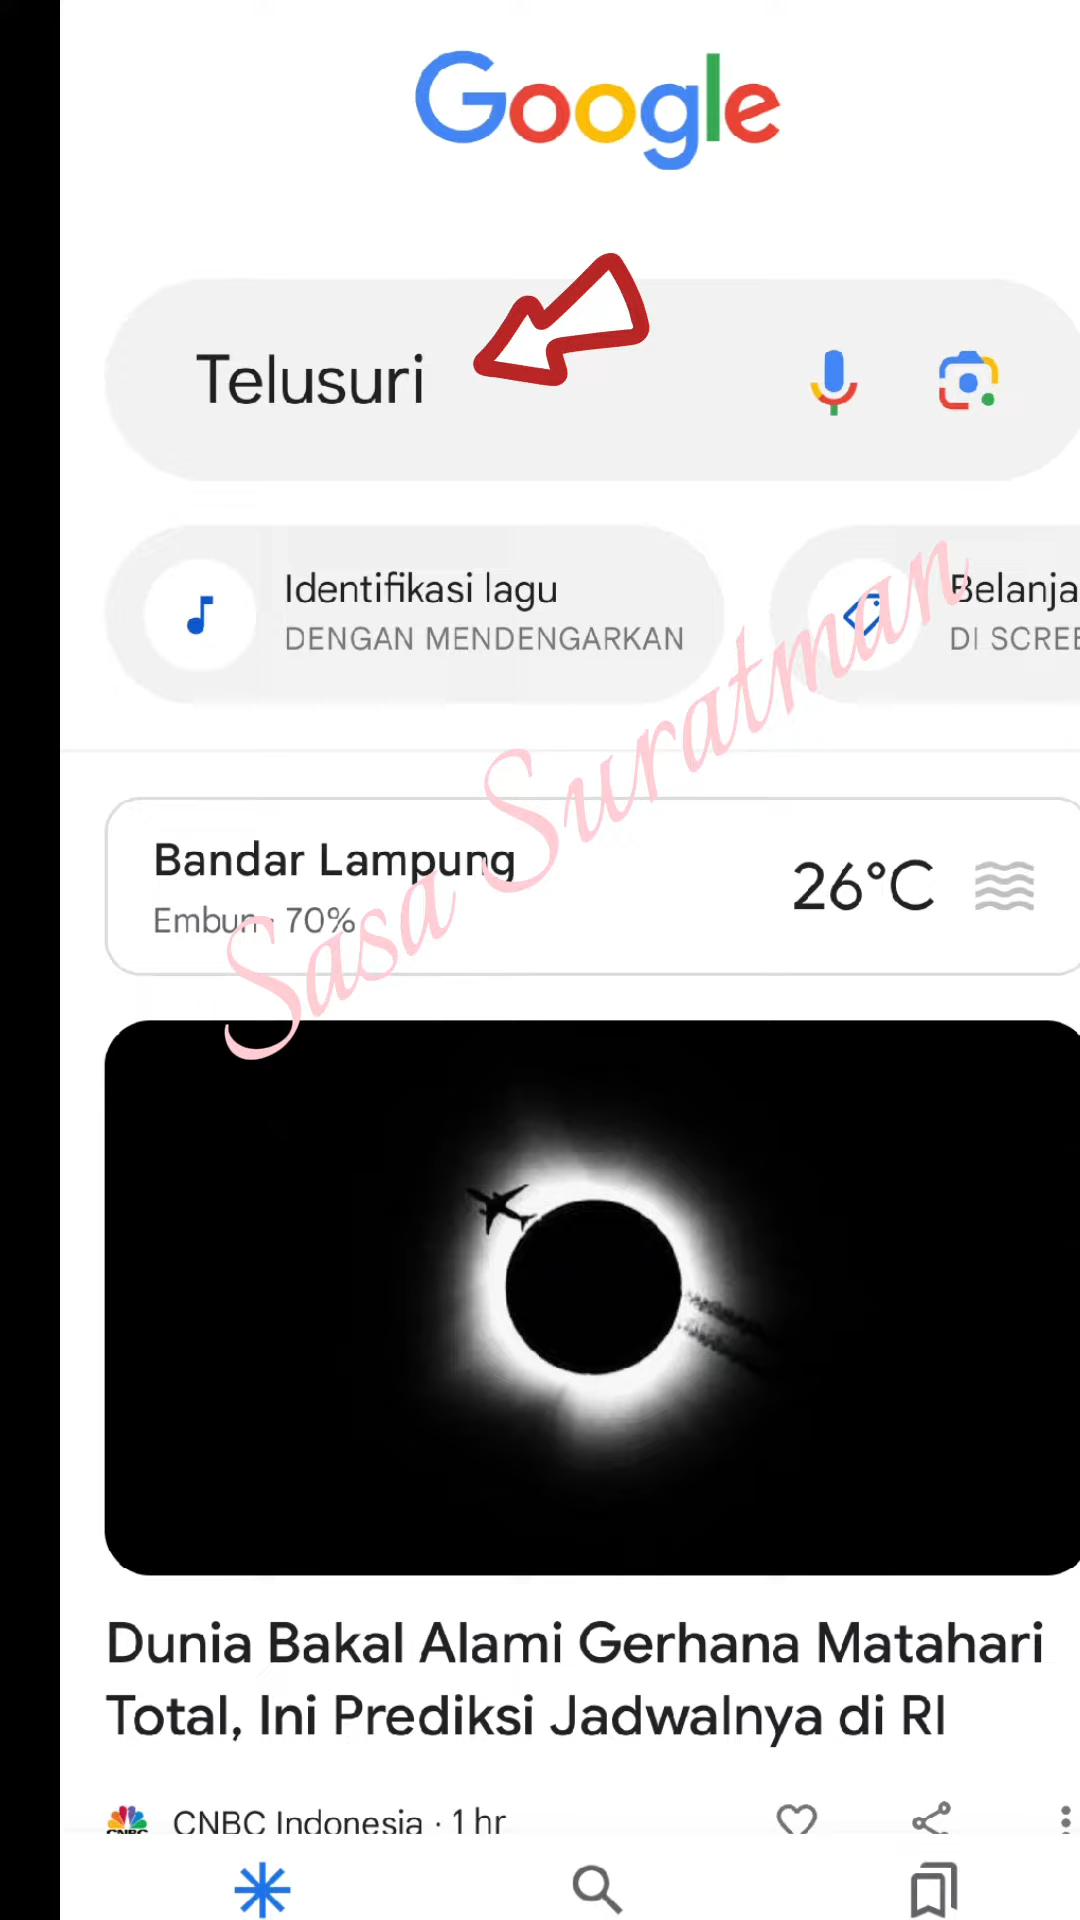 Google
Telusuri
Identifikasi lagu
DENGAN MENDENGARKAN
Belanja
DI SCREE
Sasa Suratman
Bandar Lampung
Embun · 70%
26°C
Dunia Bakal Alami Gerhana Matahari
Total, Ini Prediksi Jadwalnya di RI
CNBC
CNBC Indonesia · 1 hr